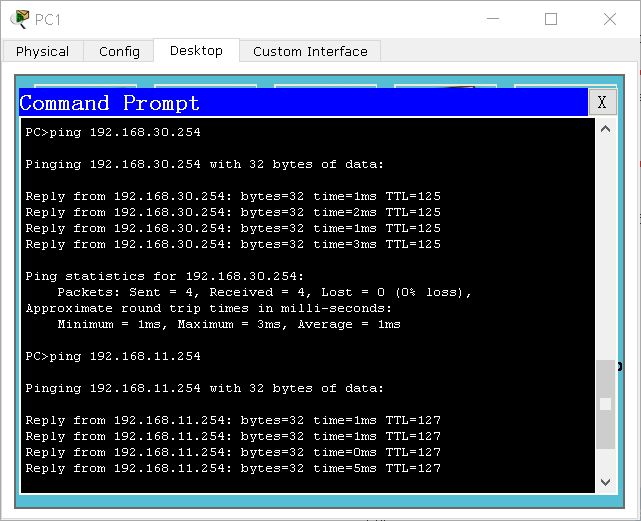 PC1
Physical Config Desktop Custom Interface
Command Prompt X
PC>ping 192.168.30.254
Pinging 192.168.30.254 with 32 bytes of data:
Reply from 192.168.30.254: bytes=32 time=1ms TTL=125
Reply from 192.168.30.254: bytes=32 time=2ms TTL=125
Reply from 192.168.30.254: bytes=32 time=1ms TTL=125
Reply from 192.168.30.254: bytes=32 time=3ms TTL=125
Ping statistics for 192.168.30.254:
Packets: Sent = 4, Received = 4, Lost = 0 (0% loss),
Approximate round trip times in milli-seconds:
Minimum = 1ms, Maximum = 3ms, Average = 1ms
PC>ping 192.168.11.254
Pinging 192.168.11.254 with 32 bytes of data:
Reply from 192.168.11.254: bytes=32 time=1ms TTL=127
Reply from 192.168.11.254: bytes=32 time=1ms TTL=127
Reply from 192.168.11.254: bytes=32 time=0ms TTL=127
Reply from 192.168.11.254: bytes=32 time=5ms TTL=127